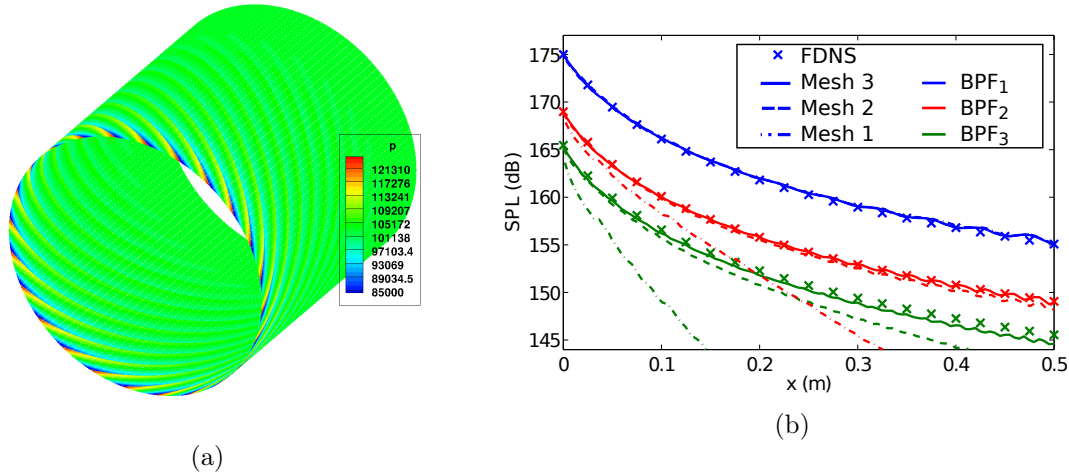 p
121310
117276
113241
109207
105172
101138
97103.4
93069
89034.5
85000
(a)
SPL (dB)
175
170
165
160
155
150
145
FDNS
Mesh 3
Mesh 2
Mesh 1
BPF1
BPF2
BPF3
0 0.1 0.2 0.3 0.4 0.5
x (m)
(b)